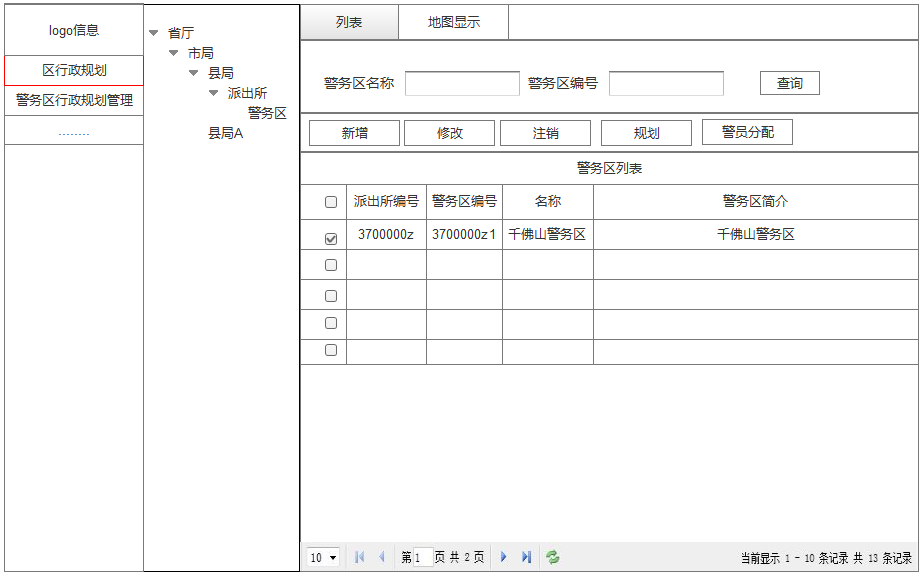 logo信息
区行政规划
警务区行政规划管理
........
省厅
市局
县局
派出所
警务区
县局A
列表 地图显示
警务区名称 警务区编号 查询
新增 修改 注销 规划 警员分配
警务区列表
派出所编号 警务区编号 名称 警务区简介
3700000z 3700000z1 千佛山警务区 千佛山警务区
10 第 1 页 共 2 页 当前显示 1 - 10 条记录 共 13 条记录